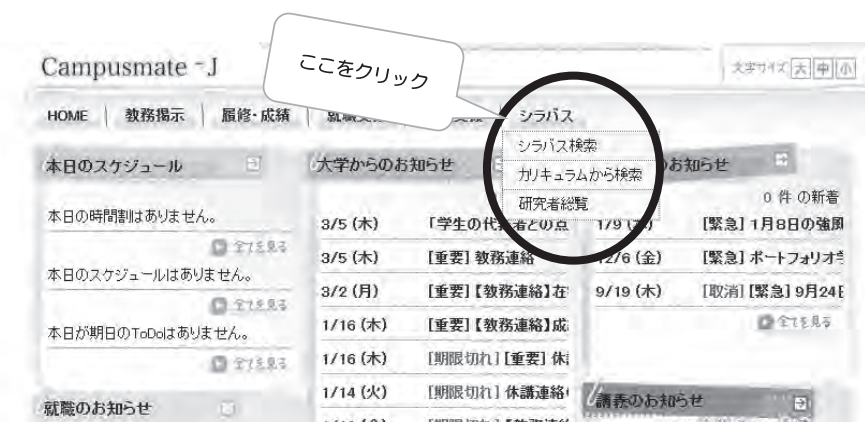 Campusmate-J
ここをクリック
文字サイズ 大 中 小
HOME 教務掲示 履修・成績 シラバス
シラバス検索
カリキュラムから検索
研究者総覧
本日のスケジュール
本日の時間割はありません。
全てを見る
本日のスケジュールはありません。
全てを見る
本日が期日のToDoはありません。
全てを見る
就職のお知らせ
大学からのお知らせ
3/5 (木) 「学生の代
3/5 (木) [重要] 教務連絡
3/2 (月) [重要]【教務連絡】在
1/16 (木) [重要]【教務連絡】成
1/16 (木) [期限切れ] [重要] 休
1/14 (火) [期限切れ] 休講連絡
お知らせ
0 件 の新着
[緊急] 1月8日の強風
12/6 (金) [緊急] ポートフォリオ
9/19 (木) [取消] [緊急] 9月24日
全てを見る
講義のお知らせ